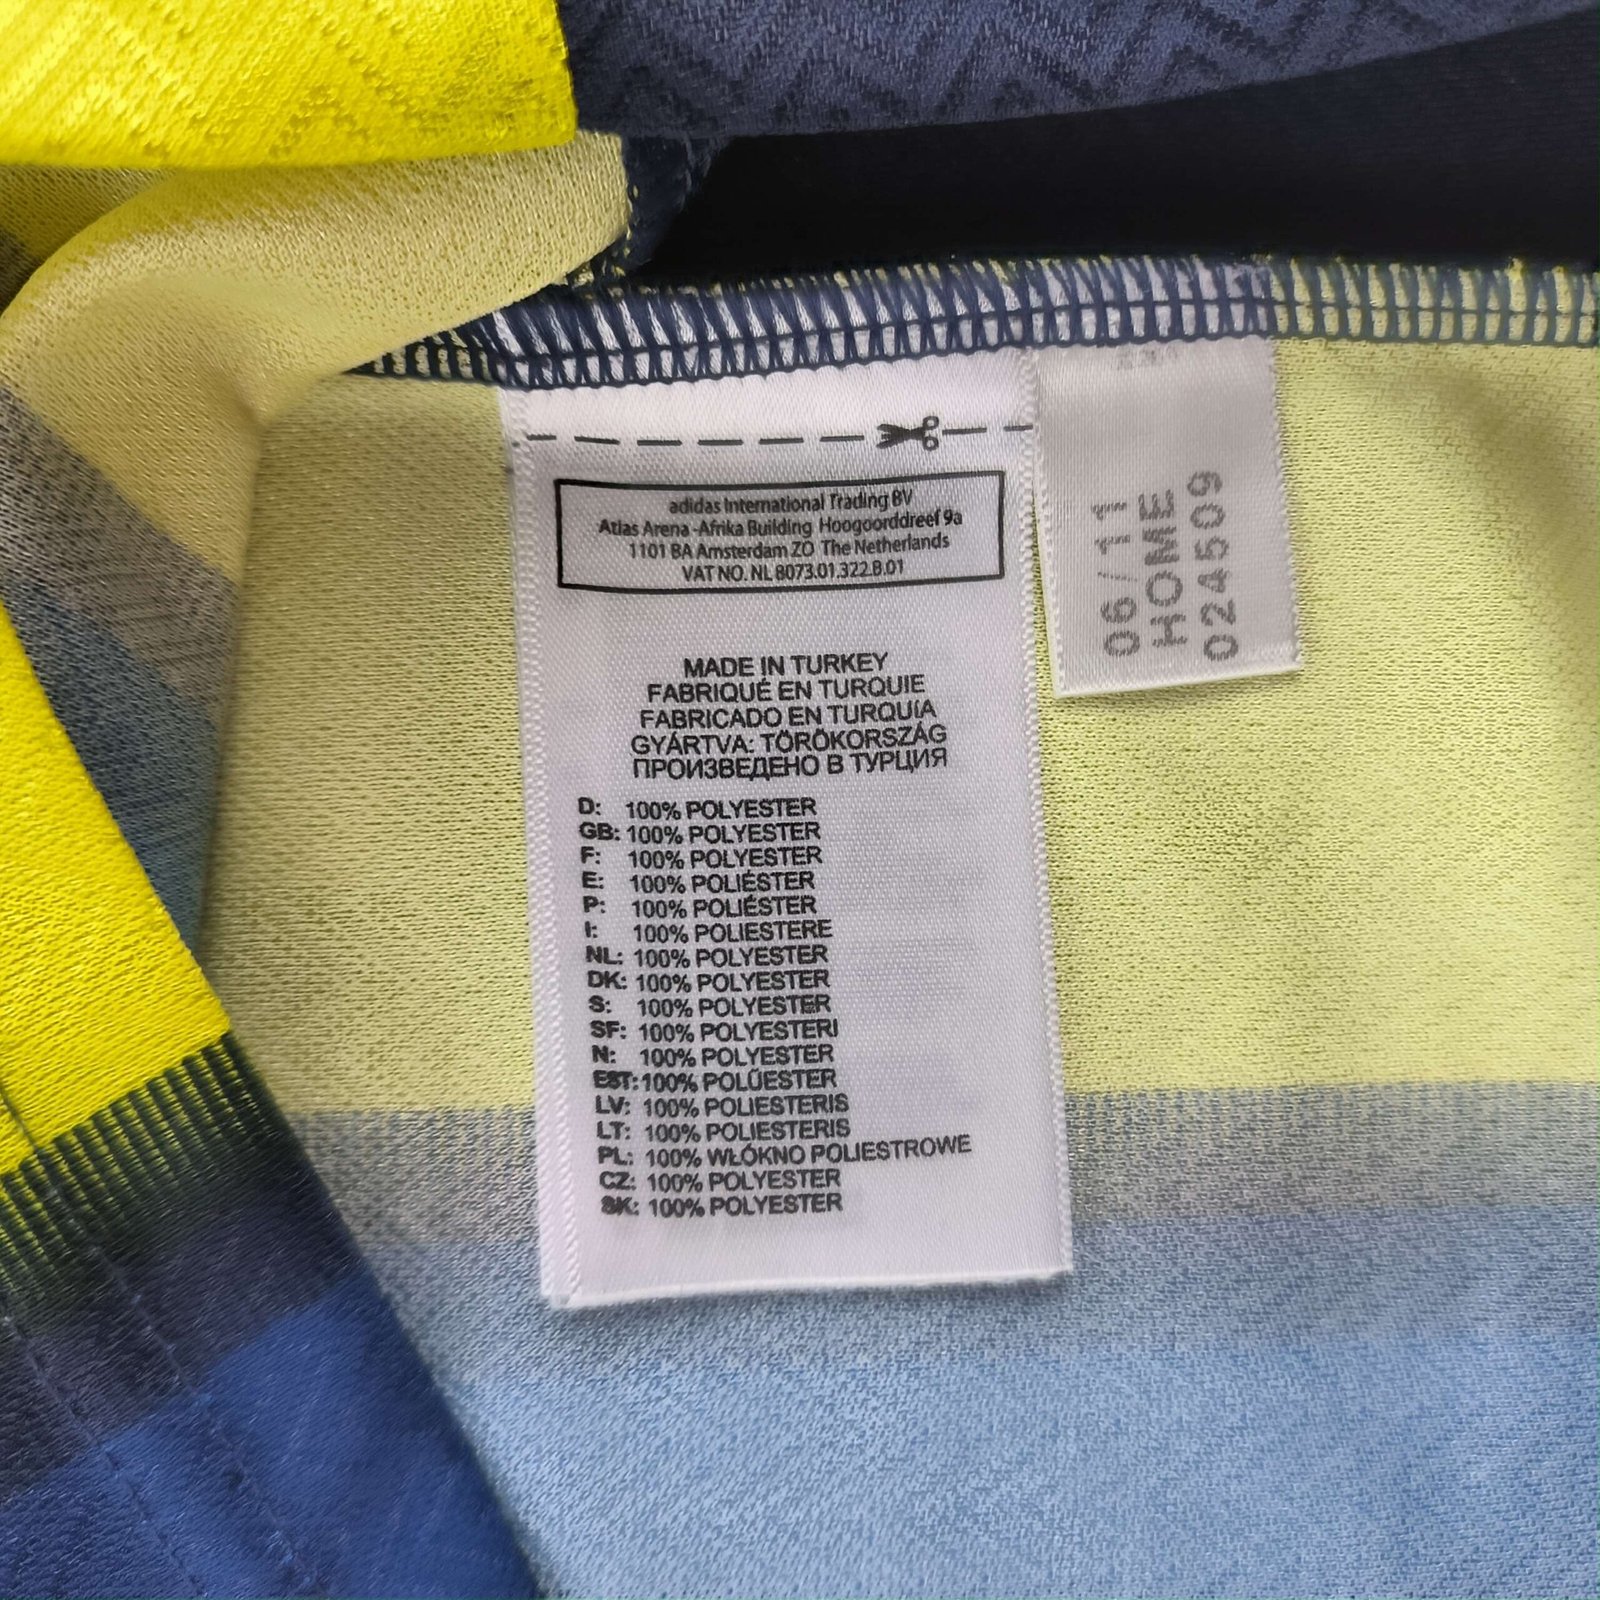 adidas International Trading BV
Atlas Arena -Afrika Building Hoogoorddreef 9a
1101 BA Amsterdam ZO The Netherlands
VAT NO. NL 8073.01.322.B.01
MADE IN TURKEY
FABRIQUÉ EN TURQUIE
FABRICADO EN TURQUÍA
GYÁRTVA: TÖRÖKORSZÁG
ПРОИЗВЕДЕНО В ТУРЦИЯ
D: 100% POLYESTER
GB: 100% POLYESTER
F: 100% POLYESTER
E: 100% POLIÉSTER
P: 100% POLIÉSTER
I: 100% POLIESTERE
NL: 100% POLYESTER
DK: 100% POLYESTER
S: 100% POLYESTER
SF: 100% POLYESTERI
N: 100% POLYESTER
EST: 100% POLÜESTER
LV: 100% POLIESTERIS
LT: 100% POLIESTERIS
PL: 100% WŁÓKNO POLIESTROWE
CZ: 100% POLYESTER
SK: 100% POLYESTER
06/11
HOME
024509